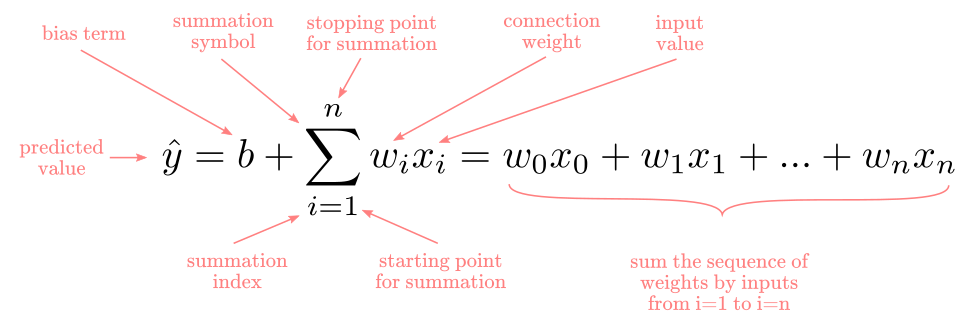 bias term
summation
symbol
stopping point
for summation
connection
weight
input
value
predicted
value
n
ŷ = b + ∑ wᵢxᵢ = w₀x₀ + w₁x₁ + ... + wₙxₙ
i=1
summation
index
starting point
for summation
sum the sequence of
weights by inputs
from i=1 to i=n